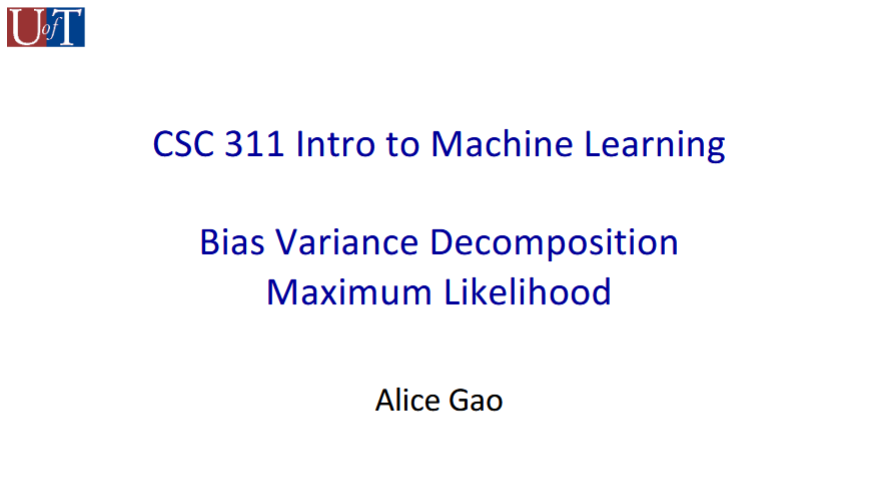 UofT
CSC 311 Intro to Machine Learning
Bias Variance Decomposition
Maximum Likelihood
Alice Gao